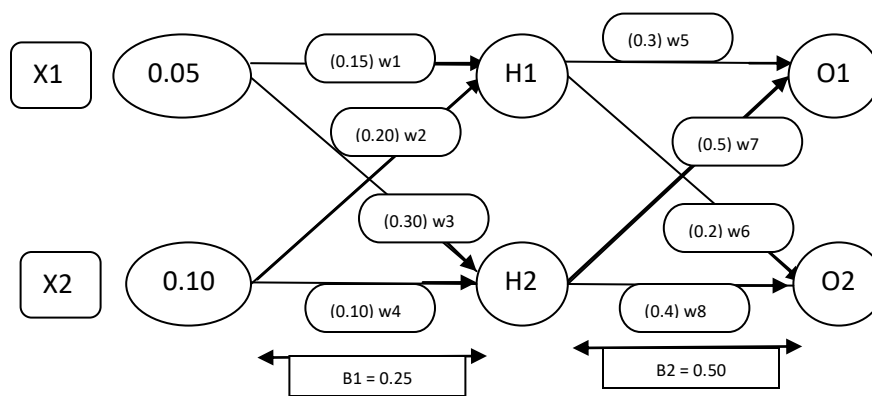 X1
0.05
(0.15) w1
H1
(0.3) w5
O1
(0.20) w2
(0.5) w7
(0.30) w3
(0.2) w6
X2
0.10
(0.10) w4
H2
(0.4) w8
O2
B1 = 0.25
B2 = 0.50